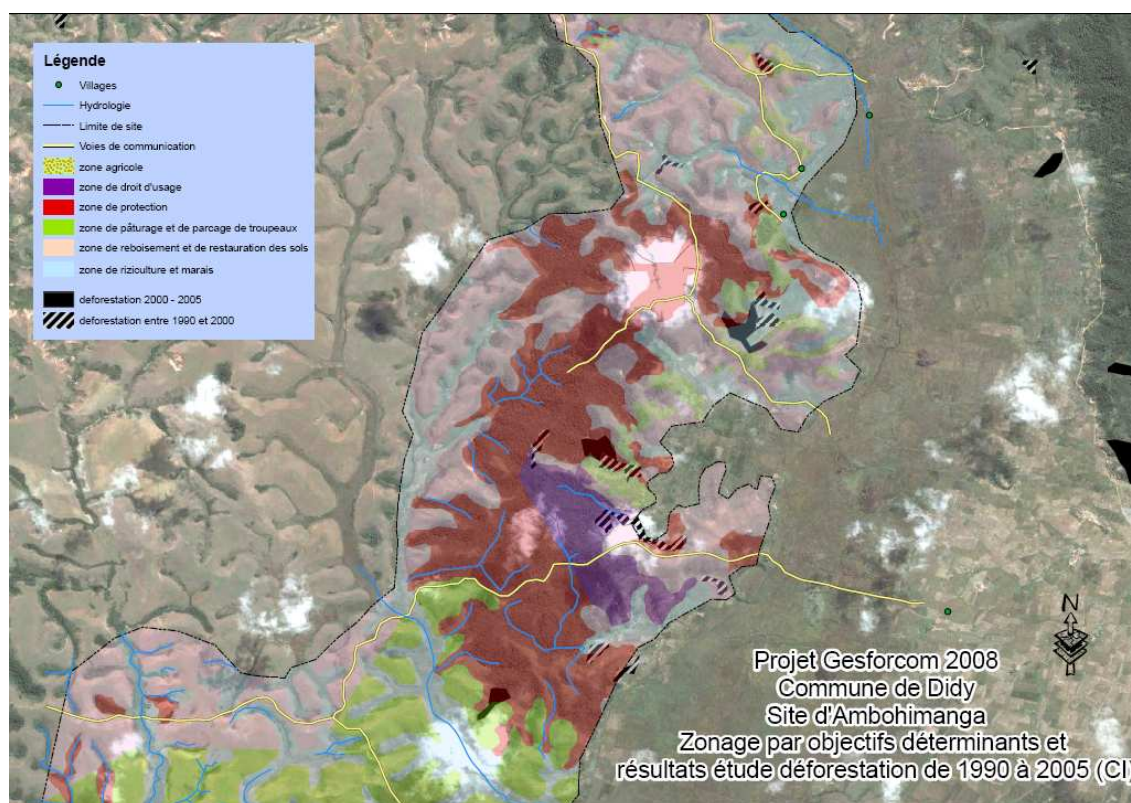 Légende
Villages
Hydrologie
Limite de site
Voies de communication
zone agricole
zone de droit d'usage
zone de protection
zone de pâturage et de parcage de troupeaux
zone de reboisement et de restauration des sols
zone de riziculture et marais
deforestation 2000 - 2005
deforestation entre 1990 et 2000
N
Projet Gesforcom 2008
Commune de Didy
Site d'Ambohimanga
Zonage par objectifs déterminants et
résultats étude déforestation de 1990 à 2005 (CI)